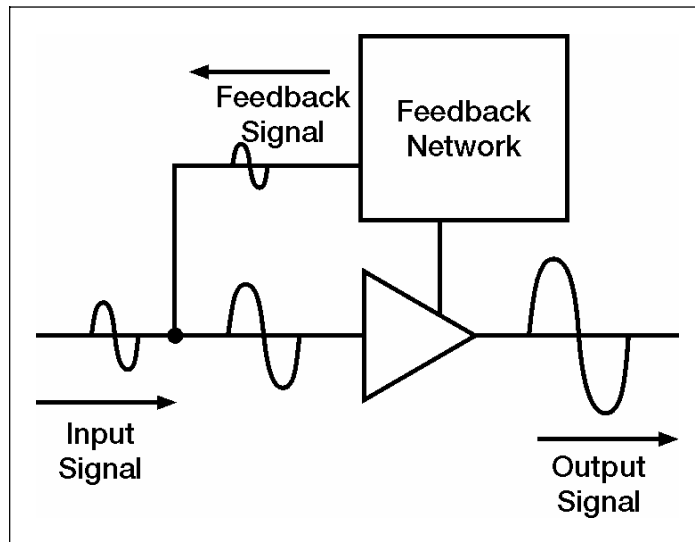 Feedback
Signal
Feedback
Network
Input
Signal
Output
Signal